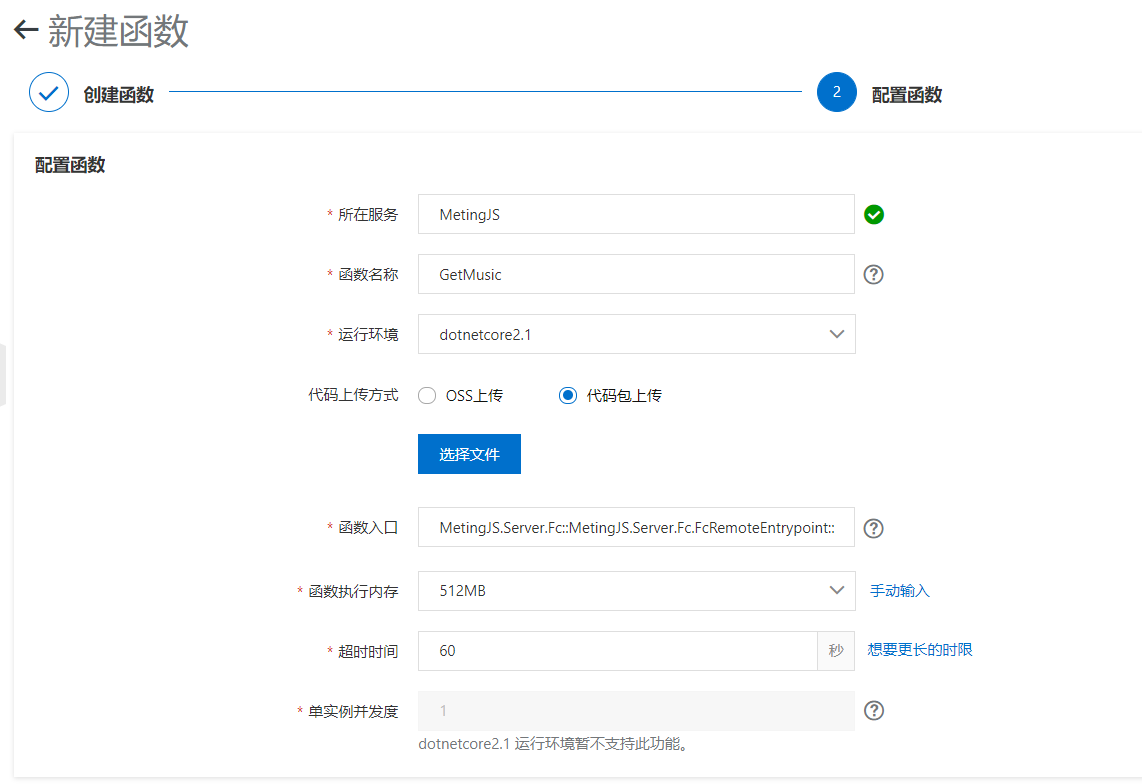 新建函数
创建函数
2
配置函数
配置函数
* 所在服务 MetingJS
* 函数名称 GetMusic
* 运行环境 dotnetcore2.1
代码上传方式 OSS上传 代码包上传
选择文件
* 函数入口 MetingJS.Server.Fc::MetingJS.Server.Fc.FcRemoteEntrypoint::
* 函数执行内存 512MB 手动输入
* 超时时间 60 秒 想要更长的时限
* 单实例并发度 1
dotnetcore2.1 运行环境暂不支持此功能。